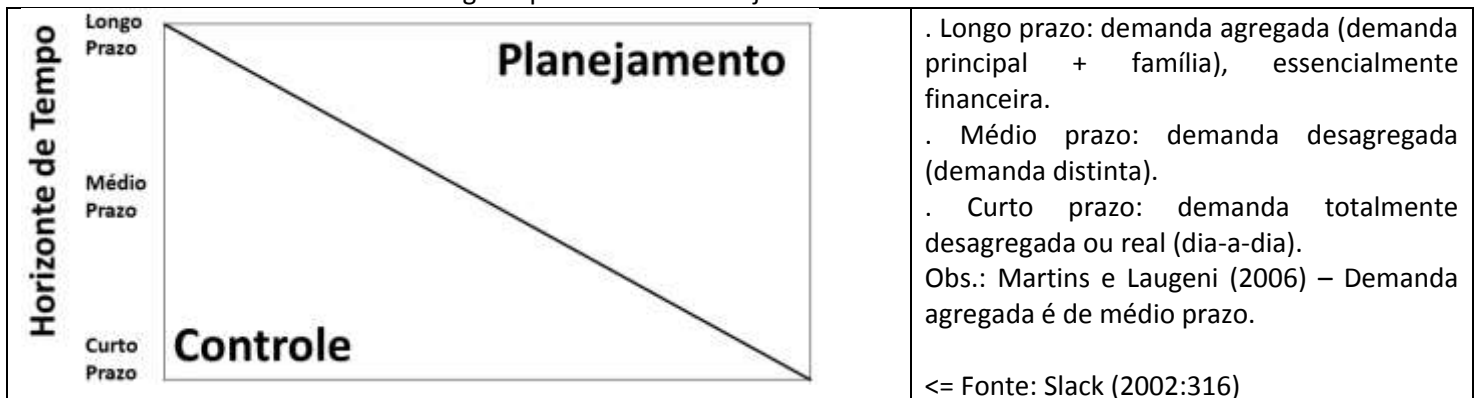 Horizonte de Tempo
Longo
Prazo
Médio
Prazo
Curto
Prazo
Planejamento
Controle
. Longo prazo: demanda agregada (demanda
principal + família), essencialmente
financeira.
. Médio prazo: demanda desagregada
(demanda distinta).
. Curto prazo: demanda totalmente
desagregada ou real (dia-a-dia).
Obs.: Martins e Laugeni (2006) – Demanda
agregada é de médio prazo.
<= Fonte: Slack (2002:316)